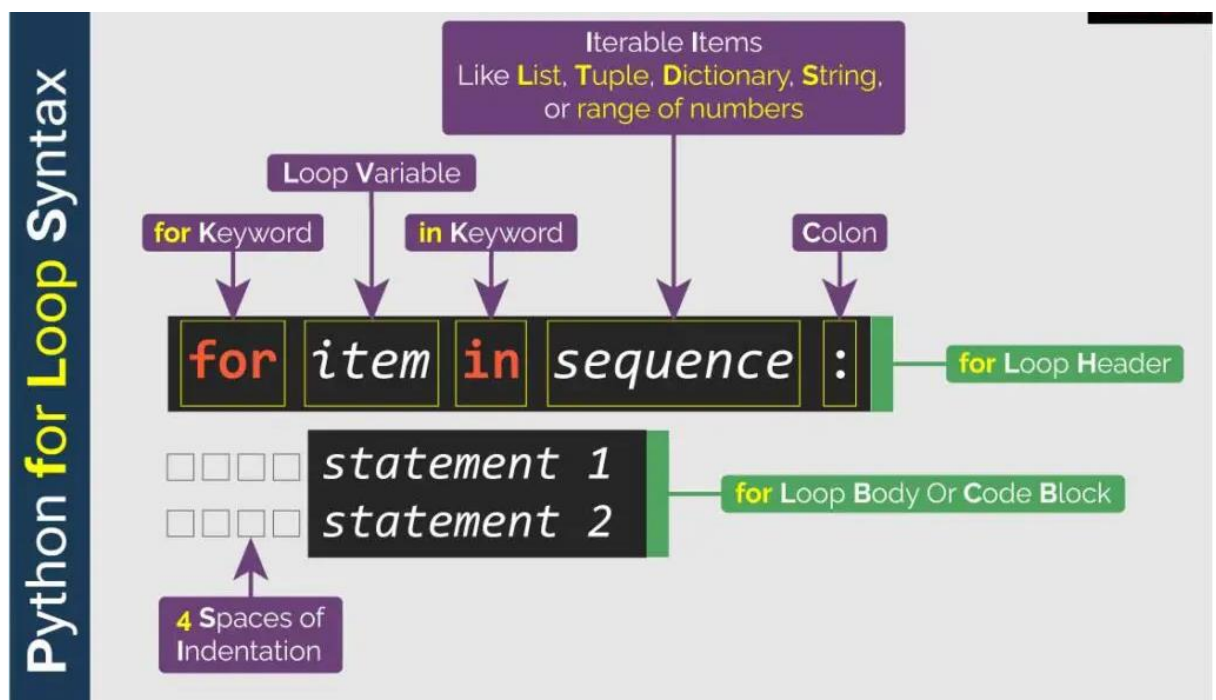 Python for Loop Syntax
Iterable Items
Like List, Tuple, Dictionary, String,
or range of numbers
Loop Variable
for Keyword
in Keyword
Colon
for item in sequence :
for Loop Header
statement 1
statement 2
for Loop Body Or Code Block
4 Spaces of
Indentation